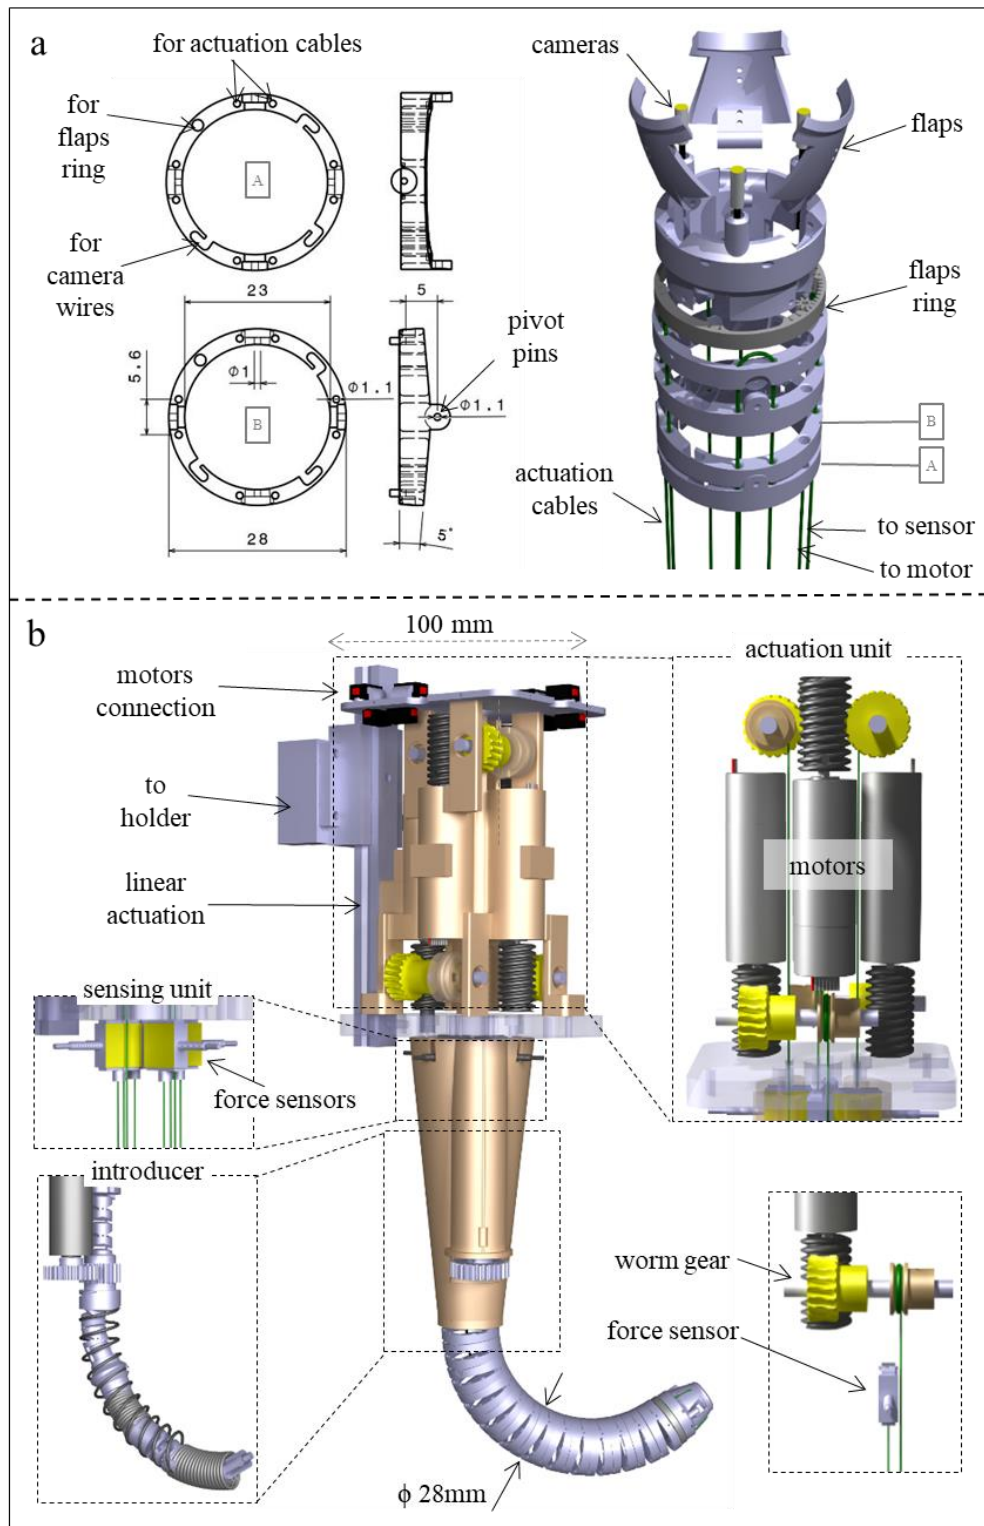 a
for actuation cables
for
flaps
ring
A
for
camera
wires
23
5
pivot
pins
5.6
Φ1
Φ1.1
Φ1.1
B
28
5°
cameras
flaps
flaps
ring
B
A
actuation
cables
to sensor
to motor
b
100 mm
motors
connection
to
holder
linear
actuation
actuation unit
motors
sensing unit
force sensors
introducer
worm gear
force sensor
ϕ 28mm